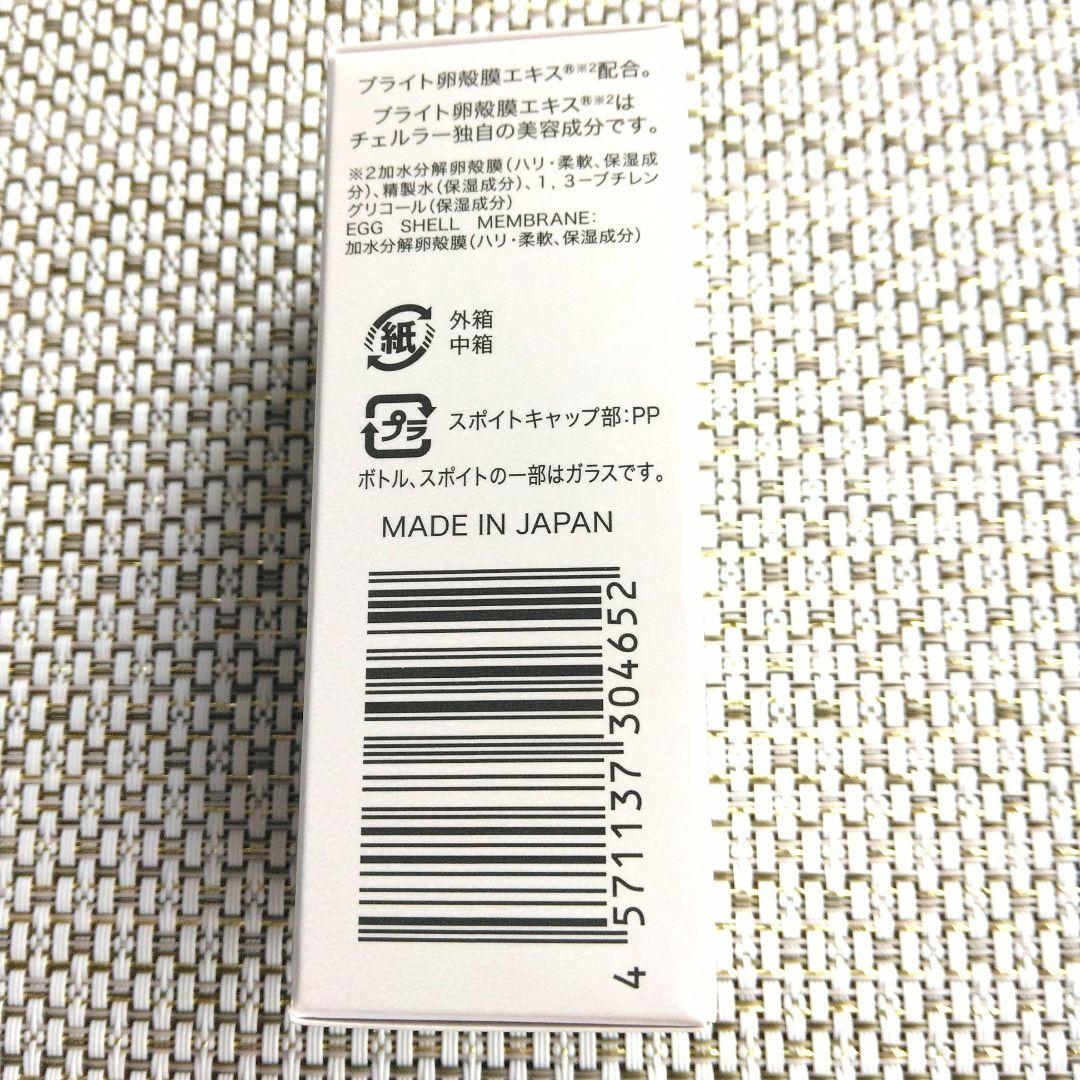 ブライト卵殻膜エキス®※2配合。
ブライト卵殻膜エキス®※2は
チェルラー独自の美容成分です。
※2加水分解卵殻膜(ハリ・柔軟、保湿成
分)、精製水(保湿成分)、1，3ーブチレン
グリコール(保湿成分)
EGG SHELL MEMBRANE:
加水分解卵殻膜(ハリ・柔軟、保湿成分)
紙
外箱
中箱
プラ
スポイトキャップ部:PP
ボトル、スポイトの一部はガラスです。
MADE IN JAPAN
4 571137 304652